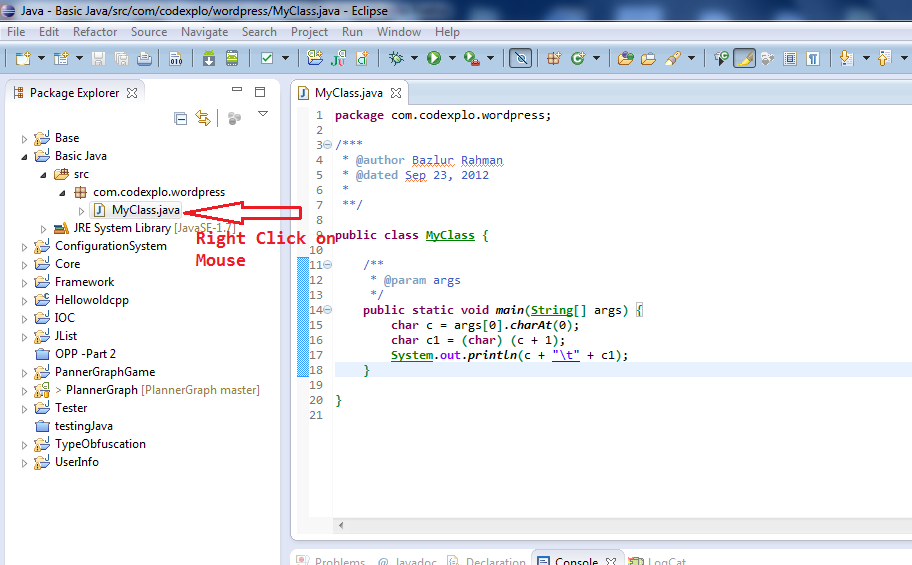 Java - Basic Java/src/com/codexplo/wordpress/MyClass.java - Eclipse
File Edit Refactor Source Navigate Search Project Run Window Help
Package Explorer
Base
Basic Java
src
com.codexplo.wordpress
MyClass.java
JRE System Library [JavaSE-1.7]
Right Click on
Mouse
ConfigurationSystem
Core
Framework
Hellowoldcpp
IOC
JList
OPP -Part 2
PannerGraphGame
> PlannerGraph [PlannerGraph master]
Tester
testingJava
TypeObfuscation
UserInfo
MyClass.java
1 package com.codexplo.wordpress;
2
3 /***
4 * @author Bazlur Rahman
5 * @dated Sep 23, 2012
6 *
7 **/
8
9 public class MyClass {
10
11 /**
12 * @param args
13 */
14 public static void main(String[] args) {
15 char c = args[0].charAt(0);
16 char c1 = (char) (c + 1);
17 System.out.println(c + "\t" + c1);
18 }
19
20 }
21
Problems @ Javadoc Declaration Console LogCat